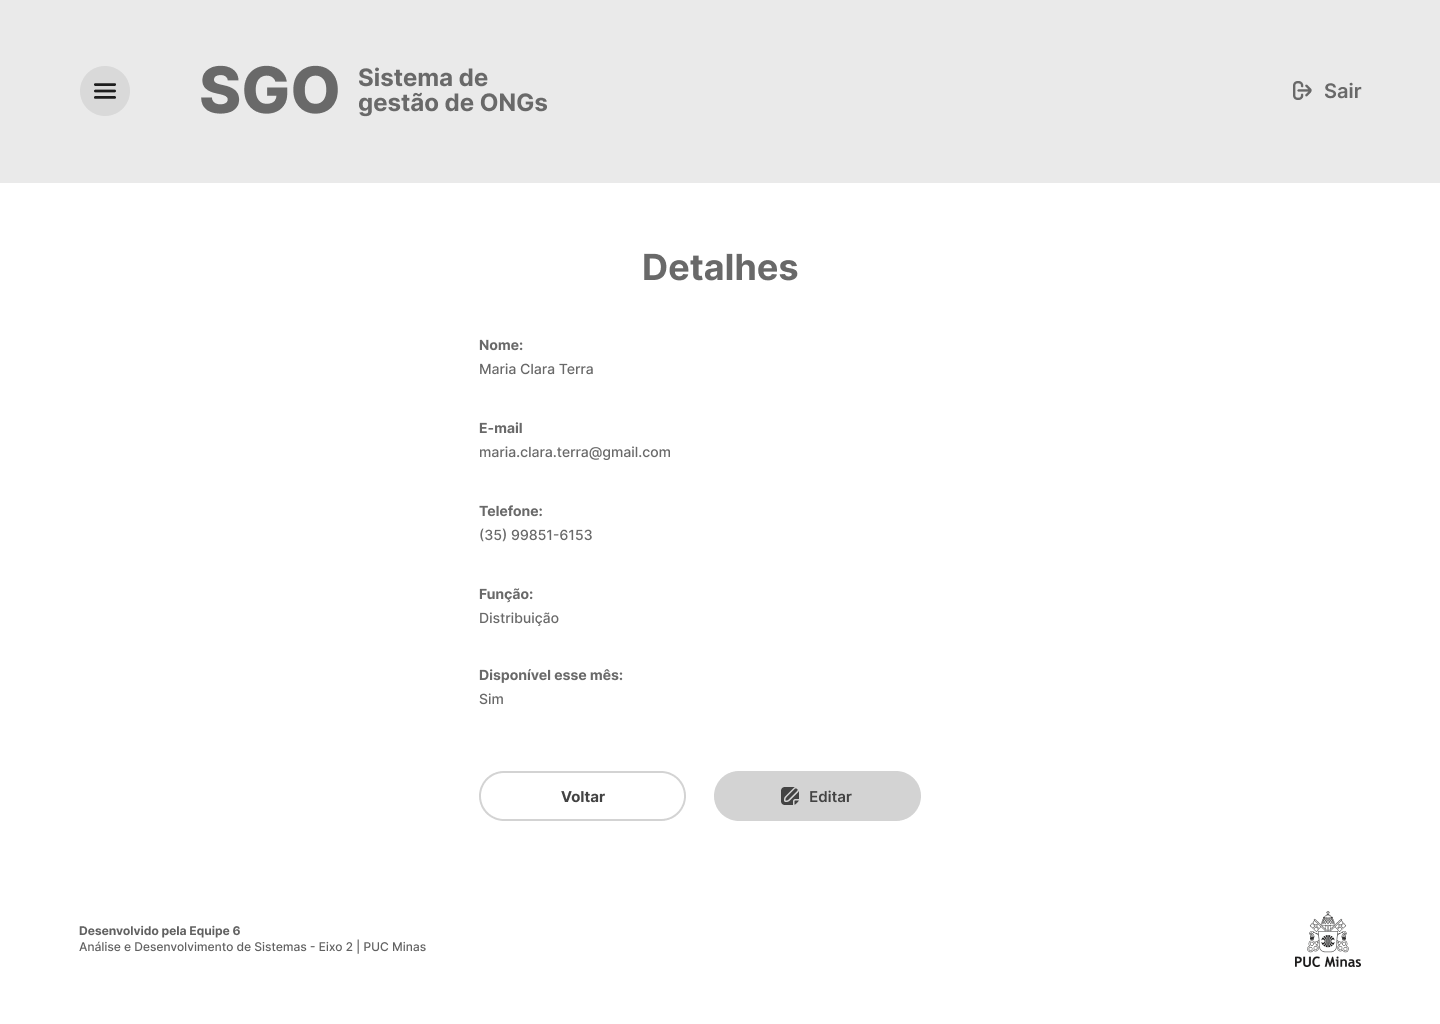 SGO
Sistema de
gestão de ONGs
Sair
Detalhes
Nome:
Maria Clara Terra
E-mail
maria.clara.terra@gmail.com
Telefone:
(35) 99851-6153
Função:
Distribuição
Disponível esse mês:
Sim
Voltar
Editar
Desenvolvido pela Equipe 6
Análise e Desenvolvimento de Sistemas - Eixo 2 | PUC Minas
PUC Minas